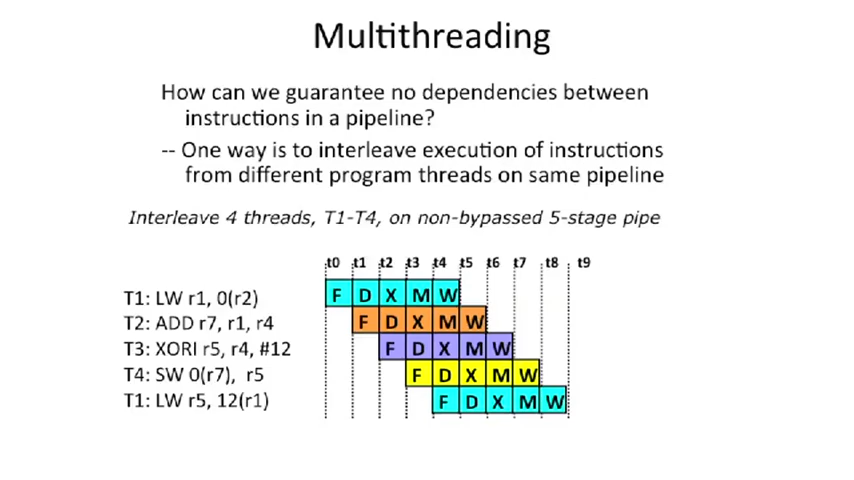 Multithreading
How can we guarantee no dependencies between
instructions in a pipeline?
-- One way is to interleave execution of instructions
from different program threads on same pipeline
Interleave 4 threads, T1-T4, on non-bypassed 5-stage pipe
t0 t1 t2 t3 t4 t5 t6 t7 t8 t9
T1: LW r1, 0(r2) F D X M W
T2: ADD r7, r1, r4 F D X M W
T3: XORI r5, r4, #12 F D X M W
T4: SW 0(r7), r5 F D X M W
T1: LW r5, 12(r1) F D X M W